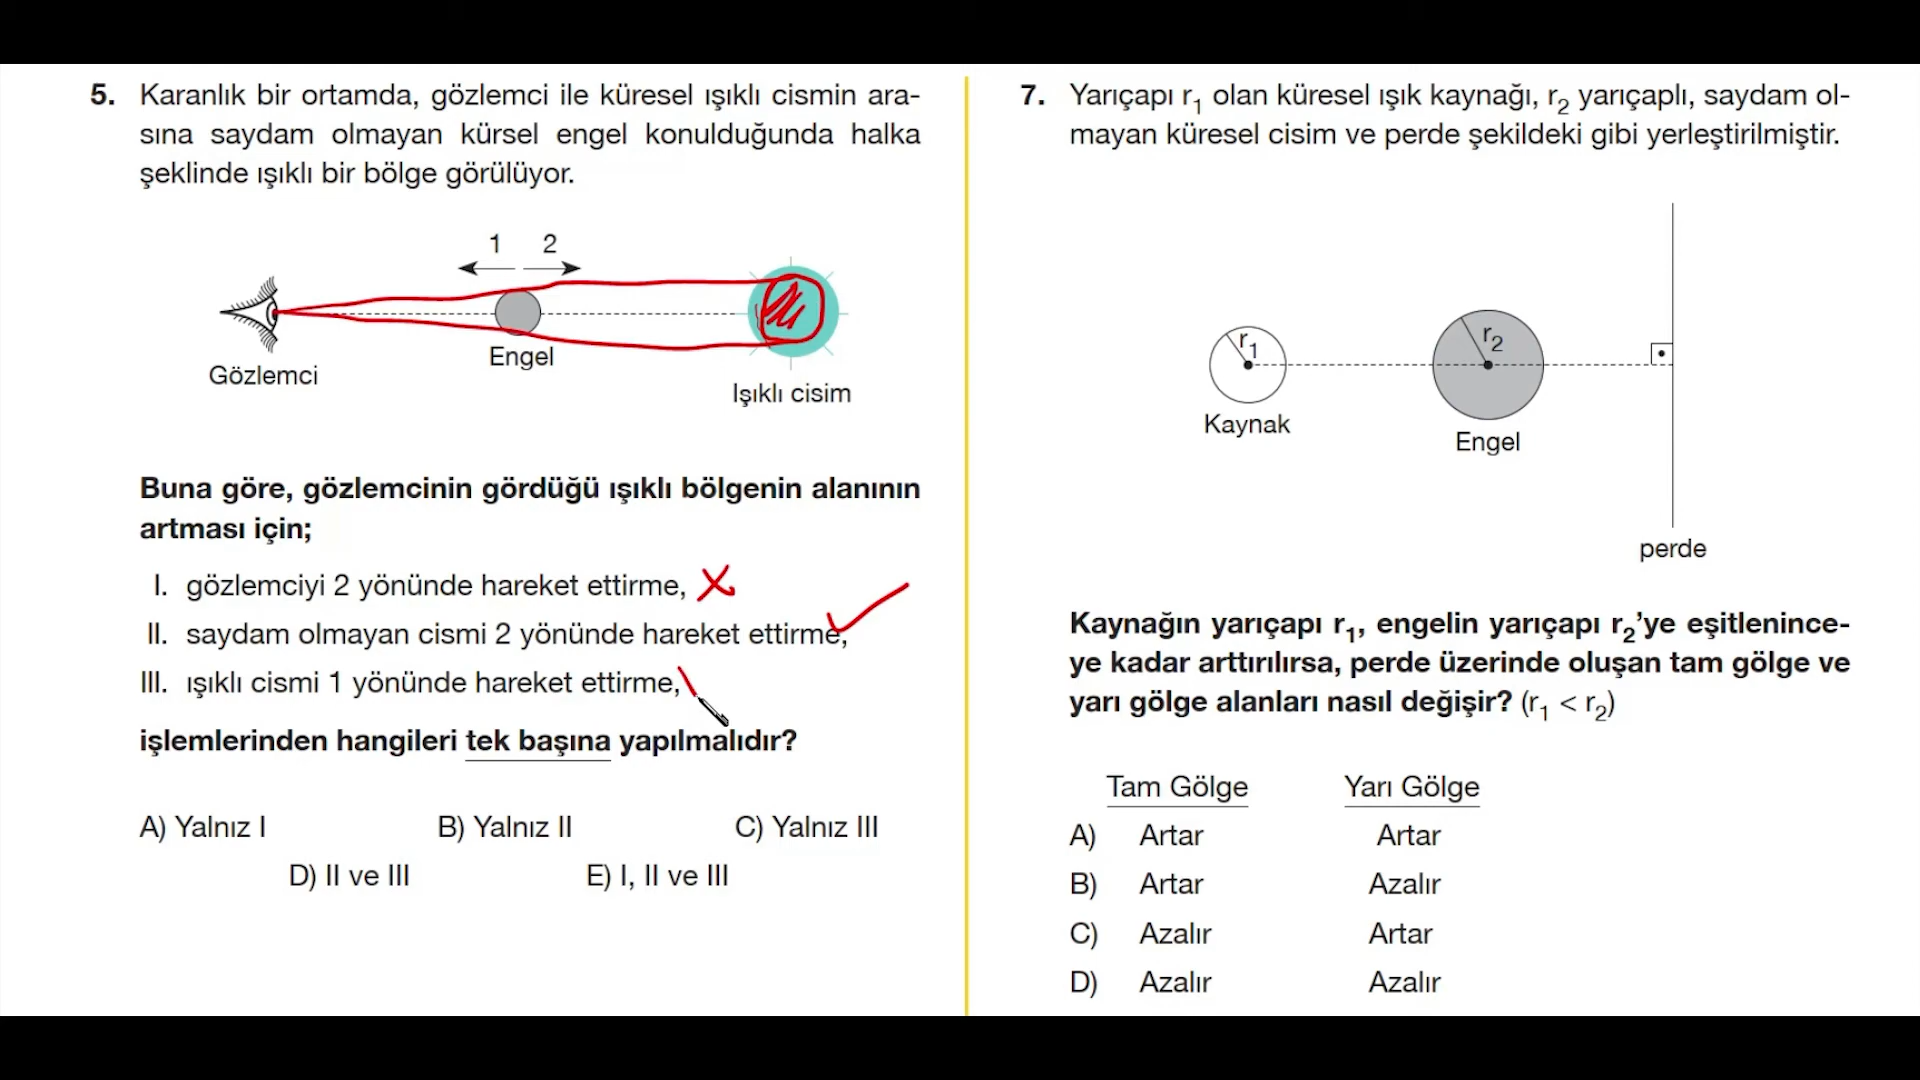 5. Karanlık bir ortamda, gözlemci ile küresel ışıklı cismin ara-
sına saydam olmayan kürsel engel konulduğunda halka
şeklinde ışıklı bir bölge görülüyor.
1 2
Gözlemci
Engel
Işıklı cisim
Buna göre, gözlemcinin gördüğü ışıklı bölgenin alanının
artması için;
I. gözlemciyi 2 yönünde hareket ettirme,
II. saydam olmayan cismi 2 yönünde hareket ettirme,
III. ışıklı cismi 1 yönünde hareket ettirme,
işlemlerinden hangileri tek başına yapılmalıdır?
A) Yalnız I B) Yalnız II C) Yalnız III
D) II ve III E) I, II ve III
7. Yarıçapı r₁ olan küresel ışık kaynağı, r₂ yarıçaplı, saydam ol-
mayan küresel cisim ve perde şekildeki gibi yerleştirilmiştir.
r₁
r₂
Kaynak
Engel
perde
Kaynağın yarıçapı r₁, engelin yarıçapı r₂'ye eşitlenince-
ye kadar arttırılırsa, perde üzerinde oluşan tam gölge ve
yarı gölge alanları nasıl değişir? (r₁ < r₂)
Tam Gölge Yarı Gölge
A) Artar Artar
B) Artar Azalır
C) Azalır Artar
D) Azalır Azalır